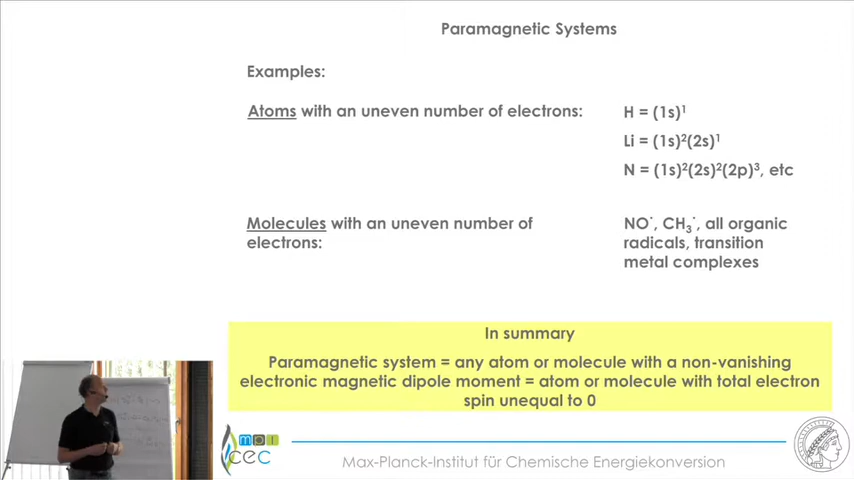 Paramagnetic Systems
Examples:
Atoms with an uneven number of electrons:
H = (1s)¹
Li = (1s)²(2s)¹
N = (1s)²(2s)²(2p)³, etc
Molecules with an uneven number of
electrons:
NO˙, CH₃˙, all organic
radicals, transition
metal complexes
In summary
Paramagnetic system = any atom or molecule with a non-vanishing
electronic magnetic dipole moment = atom or molecule with total electron
spin unequal to 0
mpi
cec
Max-Planck-Institut für Chemische Energiekonversion